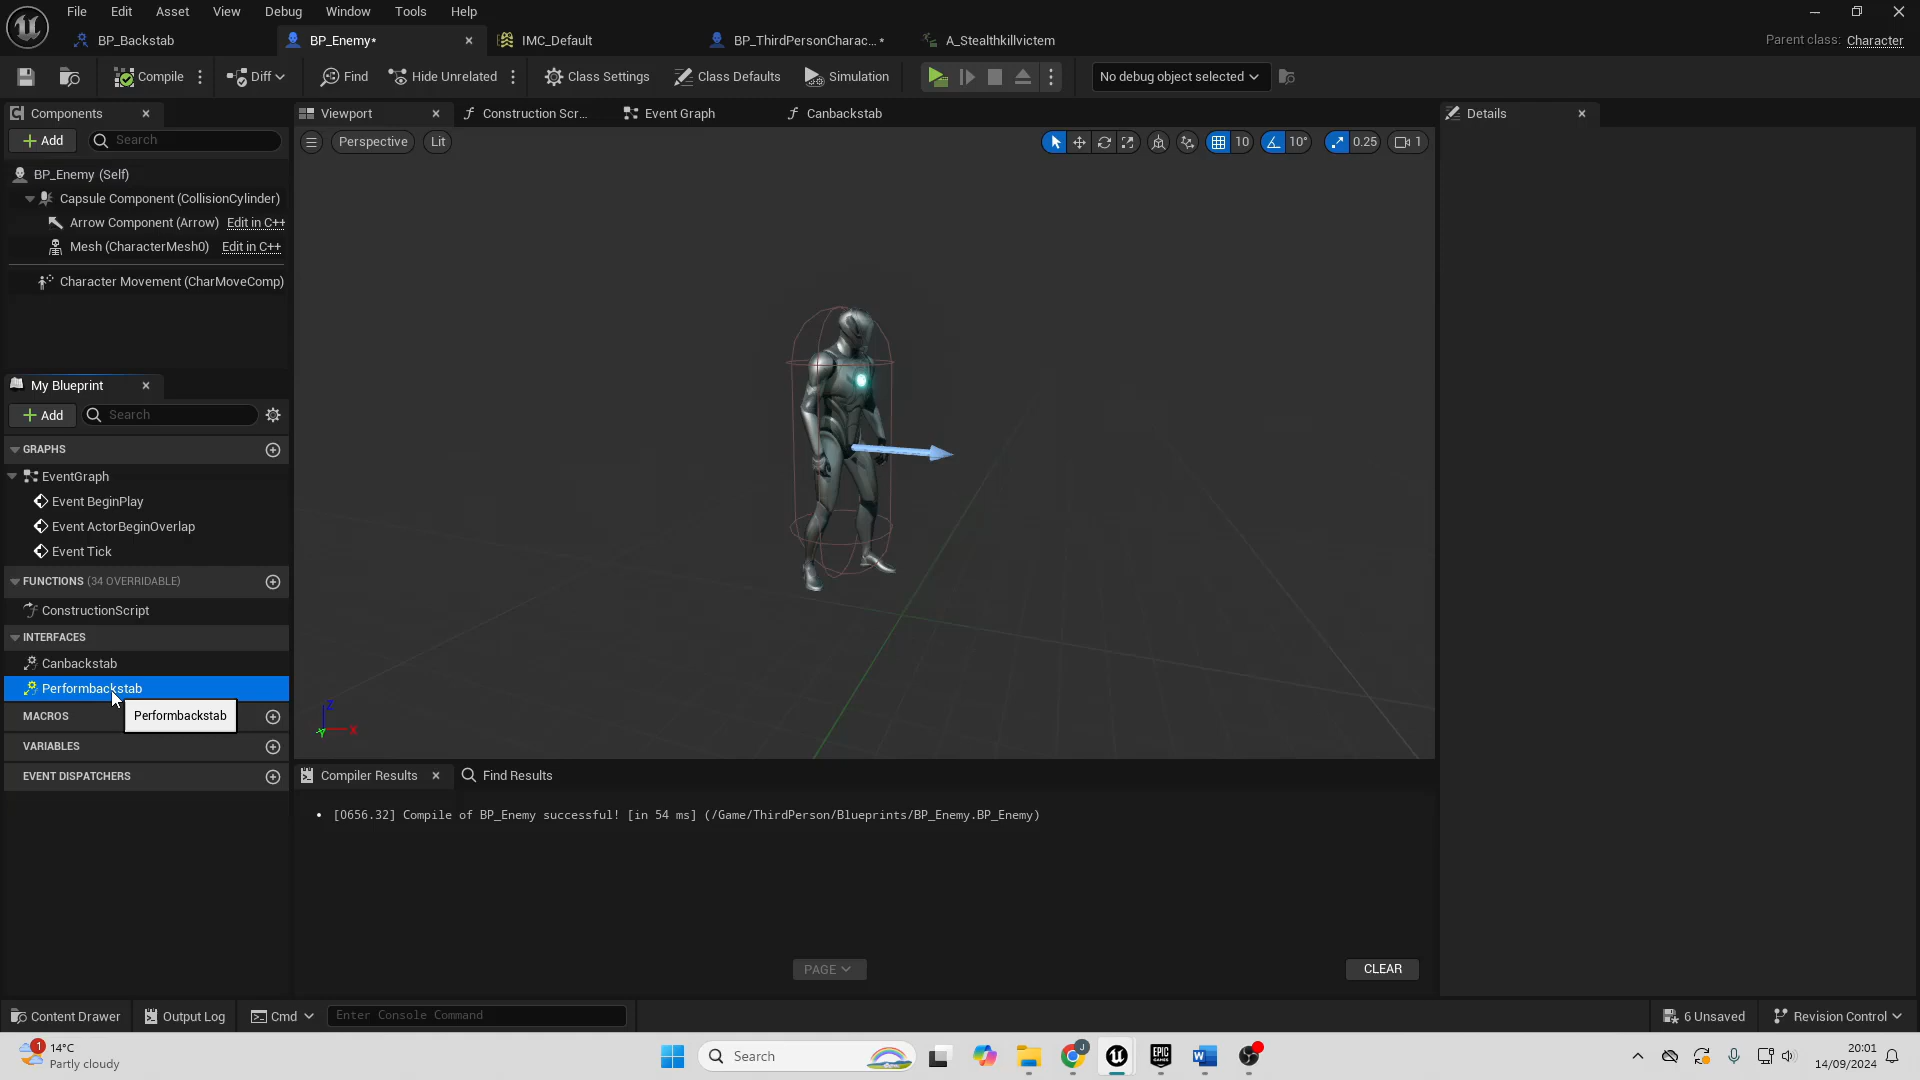 File Edit Asset View Debug Window Tools Help
BP_Backstab BP_Enemy* IMC_Default BP_ThirdPersonCharac...* A_Stealthkillvictem Parent class: Character
Compile Diff Find Hide Unrelated Class Settings Class Defaults Simulation No debug object selected
Components Viewport Construction Scr... Event Graph Canbackstab Details
Add Search Perspective Lit 10 10° 0.25 1
BP_Enemy (Self)
Capsule Component (CollisionCylinder)
Arrow Component (Arrow) Edit in C++
Mesh (CharacterMesh0) Edit in C++
Character Movement (CharMoveComp)
My Blueprint
Add Search
GRAPHS
EventGraph
Event BeginPlay
Event ActorBeginOverlap
Event Tick
FUNCTIONS (34 OVERRIDABLE)
ConstructionScript
INTERFACES
Canbackstab
Performbackstab
Performbackstab
MACROS
VARIABLES
EVENT DISPATCHERS
Z
X
Y
Compiler Results Find Results
[0656.32] Compile of BP_Enemy successful! [in 54 ms] (/Game/ThirdPerson/Blueprints/BP_Enemy.BP_Enemy)
PAGE CLEAR
Content Drawer Output Log Cmd Enter Console Command 6 Unsaved Revision Control
1 14°C
Partly cloudy
Search
J
EPIC
GAMES
20:01
14/09/2024